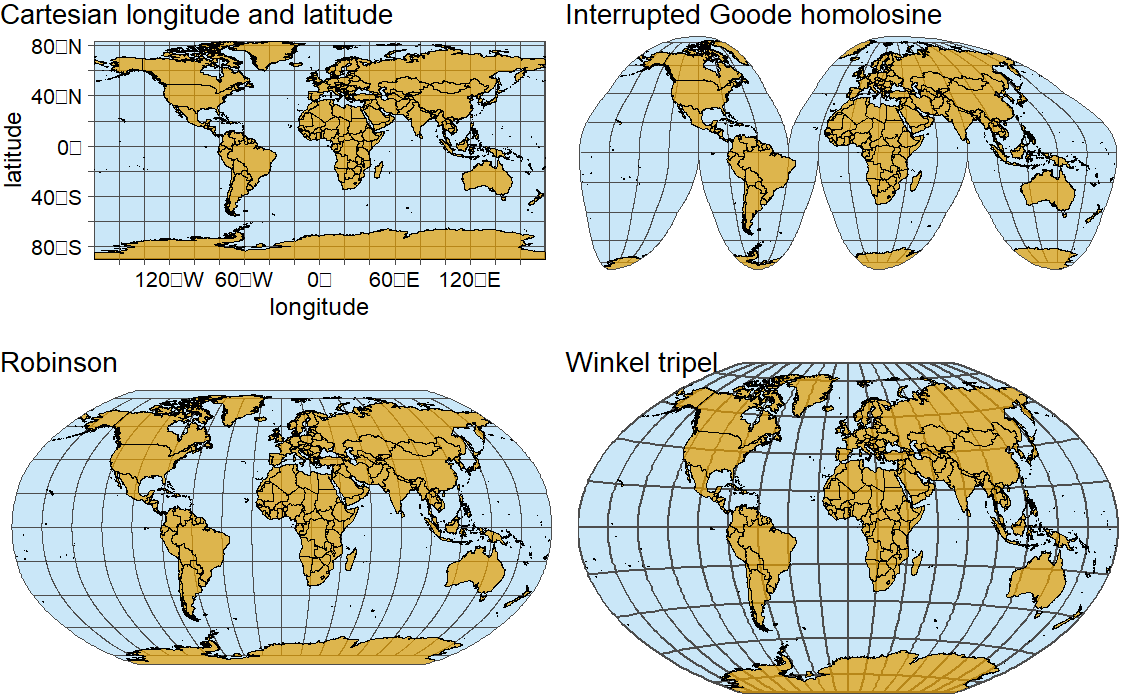 Cartesian longitude and latitude
80□N
40□N
0□
40□S
80□S
latitude
120□W 60□W 0□ 60□E 120□E
longitude
Interrupted Goode homolosine
Robinson
Winkel tripel